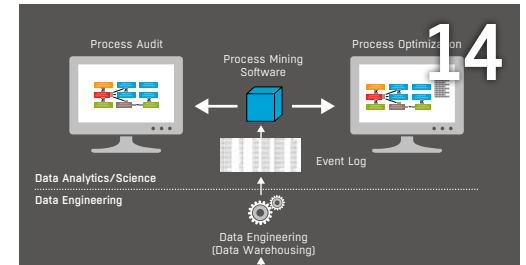 14
Process Audit
Process Mining
Software
Process Optimization
Event Log
Data Analytics/Science
Data Engineering
Data Engineering
(Data Warehousing)